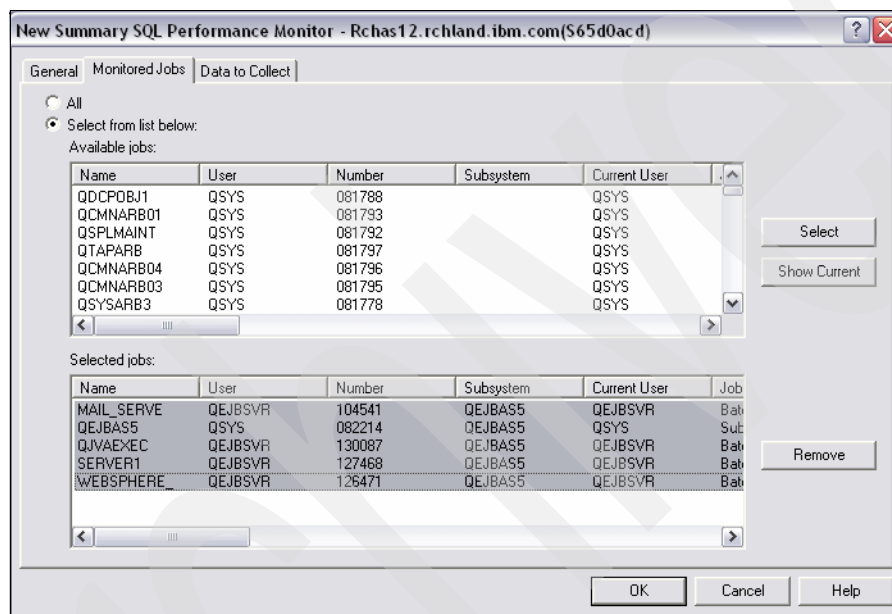 New Summary SQL Performance Monitor - Rchas12.rchland.ibm.com(S65d0acd)
General Monitored Jobs Data to Collect
All
Select from list below:
Available jobs:
Name User Number Subsystem Current User
QDCPOBJ1 QSYS 081788 QSYS
QCMNARB01 QSYS 081793 QSYS
QSPLMAINT QSYS 081792 QSYS
QTAPARB QSYS 081797 QSYS
QCMNARB04 QSYS 081796 QSYS
QCMNARB03 QSYS 081795 QSYS
QSYSARB3 QSYS 081778 QSYS
Select
Show Current
Selected jobs:
Name User Number Subsystem Current User Job
MAIL_SERVE QEJBSVR 104541 QEJBAS5 QEJBSVR Bat
QEJBAS5 QSYS 082214 QEJBAS5 QSYS Sub
QJVAEXEC QEJBSVR 130087 QEJBAS5 QEJBSVR Bat
SERVER1 QEJBSVR 127468 QEJBAS5 QEJBSVR Bat
WEBSPHERE_ QEJBSVR 126471 QEJBAS5 QEJBSVR Bat
Remove
OK Cancel Help